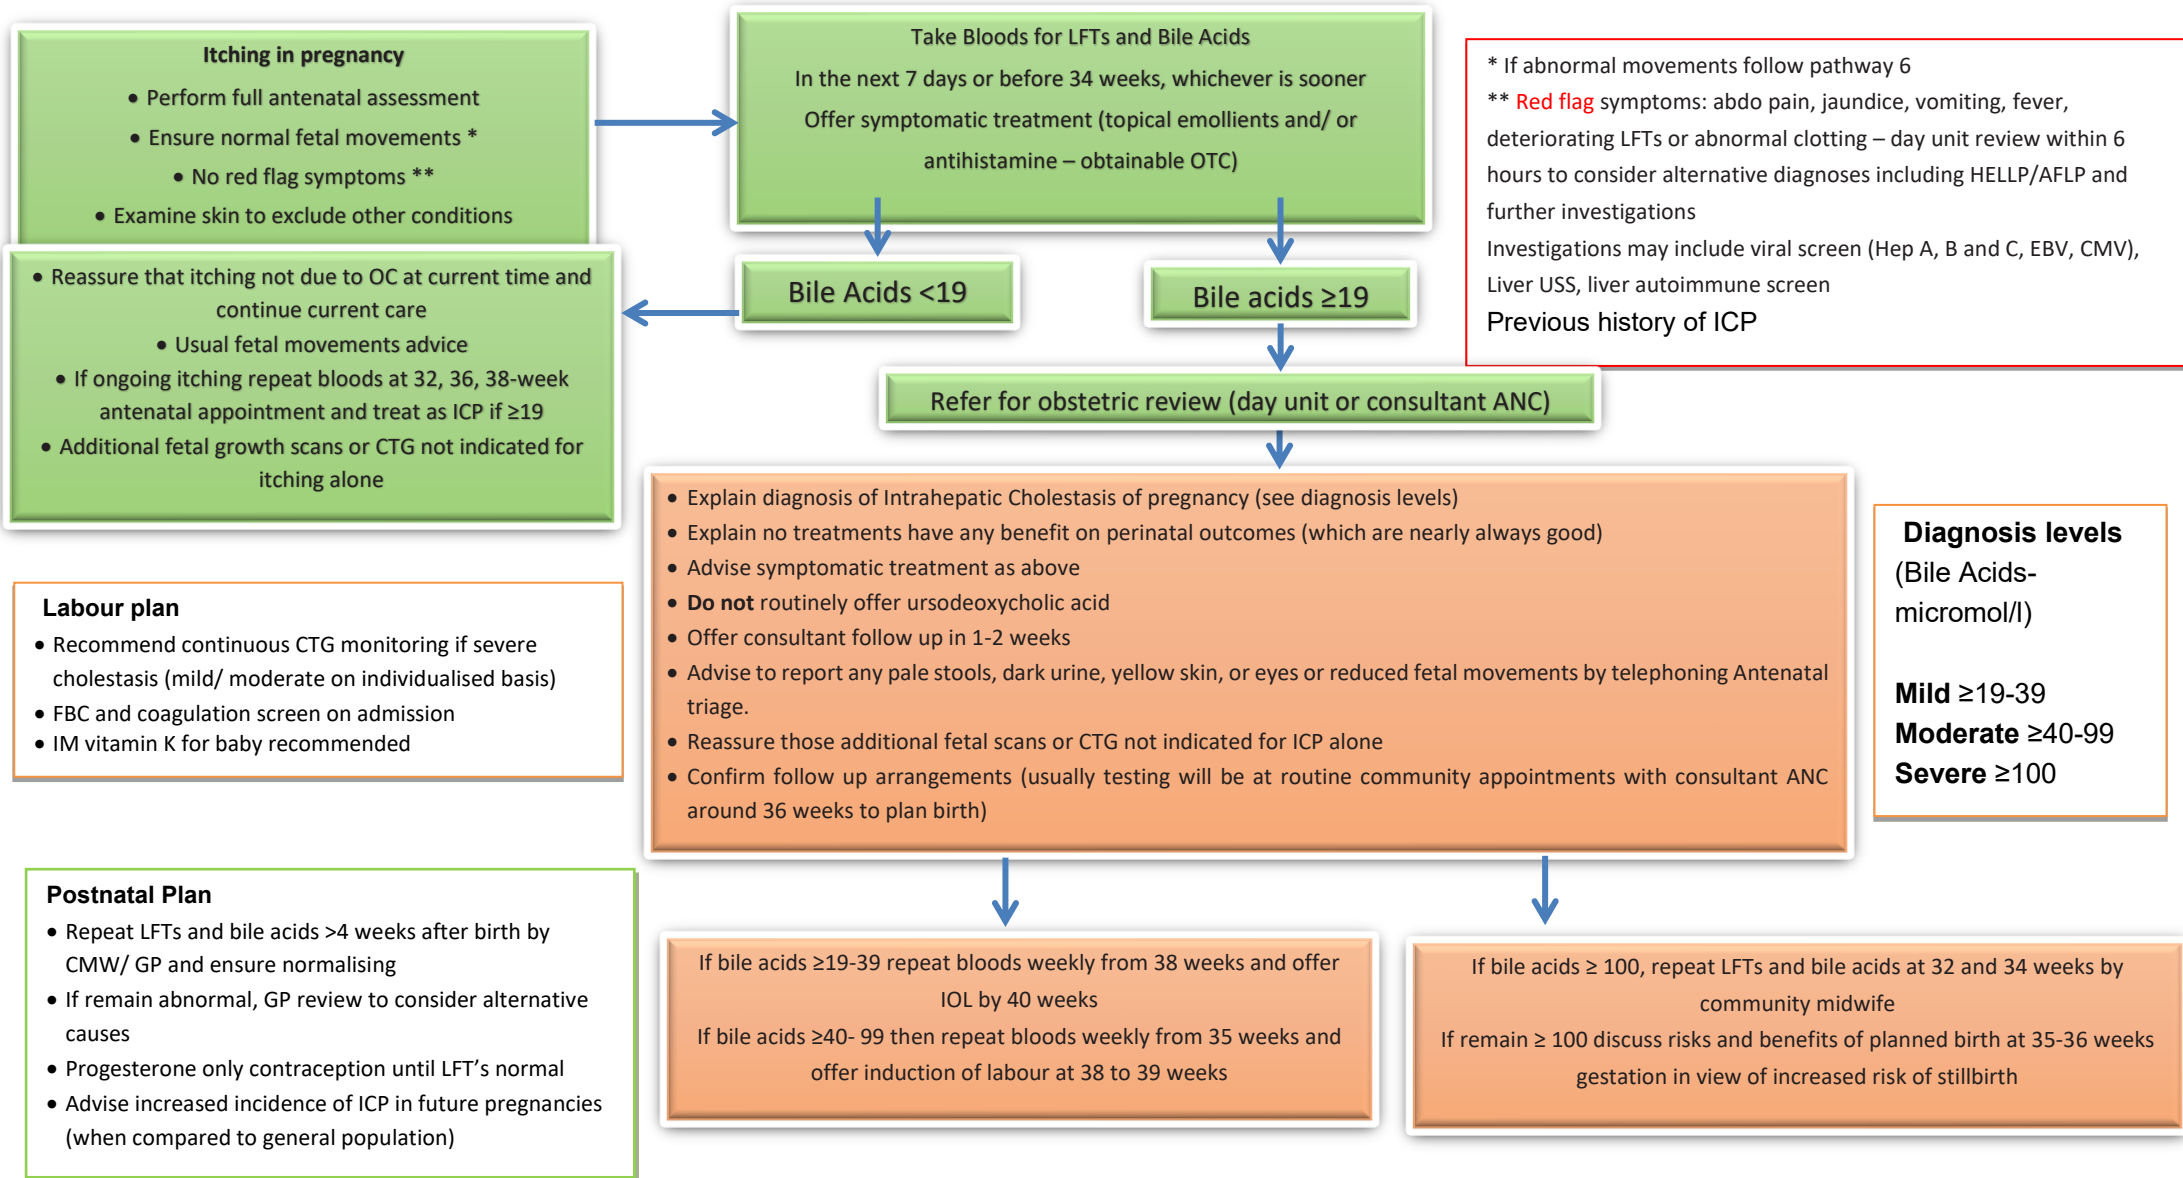 Itching in pregnancy
• Perform full antenatal assessment
• Ensure normal fetal movements *
• No red flag symptoms **
• Examine skin to exclude other conditions
Take Bloods for LFTs and Bile Acids
In the next 7 days or before 34 weeks, whichever is sooner
Offer symptomatic treatment (topical emollients and/ or
antihistamine – obtainable OTC)
* If abnormal movements follow pathway 6
** Red flag symptoms: abdo pain, jaundice, vomiting, fever,
deteriorating LFTs or abnormal clotting – day unit review within 6
hours to consider alternative diagnoses including HELLP/AFLP and
further investigations
Investigations may include viral screen (Hep A, B and C, EBV, CMV),
Liver USS, liver autoimmune screen
Previous history of ICP
Bile Acids <19
Bile acids ≥19
• Reassure that itching not due to OC at current time and
continue current care
• Usual fetal movements advice
• If ongoing itching repeat bloods at 32, 36, 38-week
antenatal appointment and treat as ICP if ≥19
• Additional fetal growth scans or CTG not indicated for
itching alone
Refer for obstetric review (day unit or consultant ANC)
• Explain diagnosis of Intrahepatic Cholestasis of pregnancy (see diagnosis levels)
• Explain no treatments have any benefit on perinatal outcomes (which are nearly always good)
• Advise symptomatic treatment as above
• Do not routinely offer ursodeoxycholic acid
• Offer consultant follow up in 1-2 weeks
• Advise to report any pale stools, dark urine, yellow skin, or eyes or reduced fetal movements by telephoning Antenatal
triage.
• Reassure those additional fetal scans or CTG not indicated for ICP alone
• Confirm follow up arrangements (usually testing will be at routine community appointments with consultant ANC
around 36 weeks to plan birth)
Diagnosis levels
(Bile Acids-
micromol/l)
Mild ≥19-39
Moderate ≥40-99
Severe ≥100
Labour plan
• Recommend continuous CTG monitoring if severe
cholestasis (mild/ moderate on individualised basis)
• FBC and coagulation screen on admission
• IM vitamin K for baby recommended
Postnatal Plan
• Repeat LFTs and bile acids >4 weeks after birth by
CMW/ GP and ensure normalising
• If remain abnormal, GP review to consider alternative
causes
• Progesterone only contraception until LFT's normal
• Advise increased incidence of ICP in future pregnancies
(when compared to general population)
If bile acids ≥19-39 repeat bloods weekly from 38 weeks and offer
IOL by 40 weeks
If bile acids ≥40- 99 then repeat bloods weekly from 35 weeks and
offer induction of labour at 38 to 39 weeks
If bile acids ≥ 100, repeat LFTs and bile acids at 32 and 34 weeks by
community midwife
If remain ≥ 100 discuss risks and benefits of planned birth at 35-36 weeks
gestation in view of increased risk of stillbirth